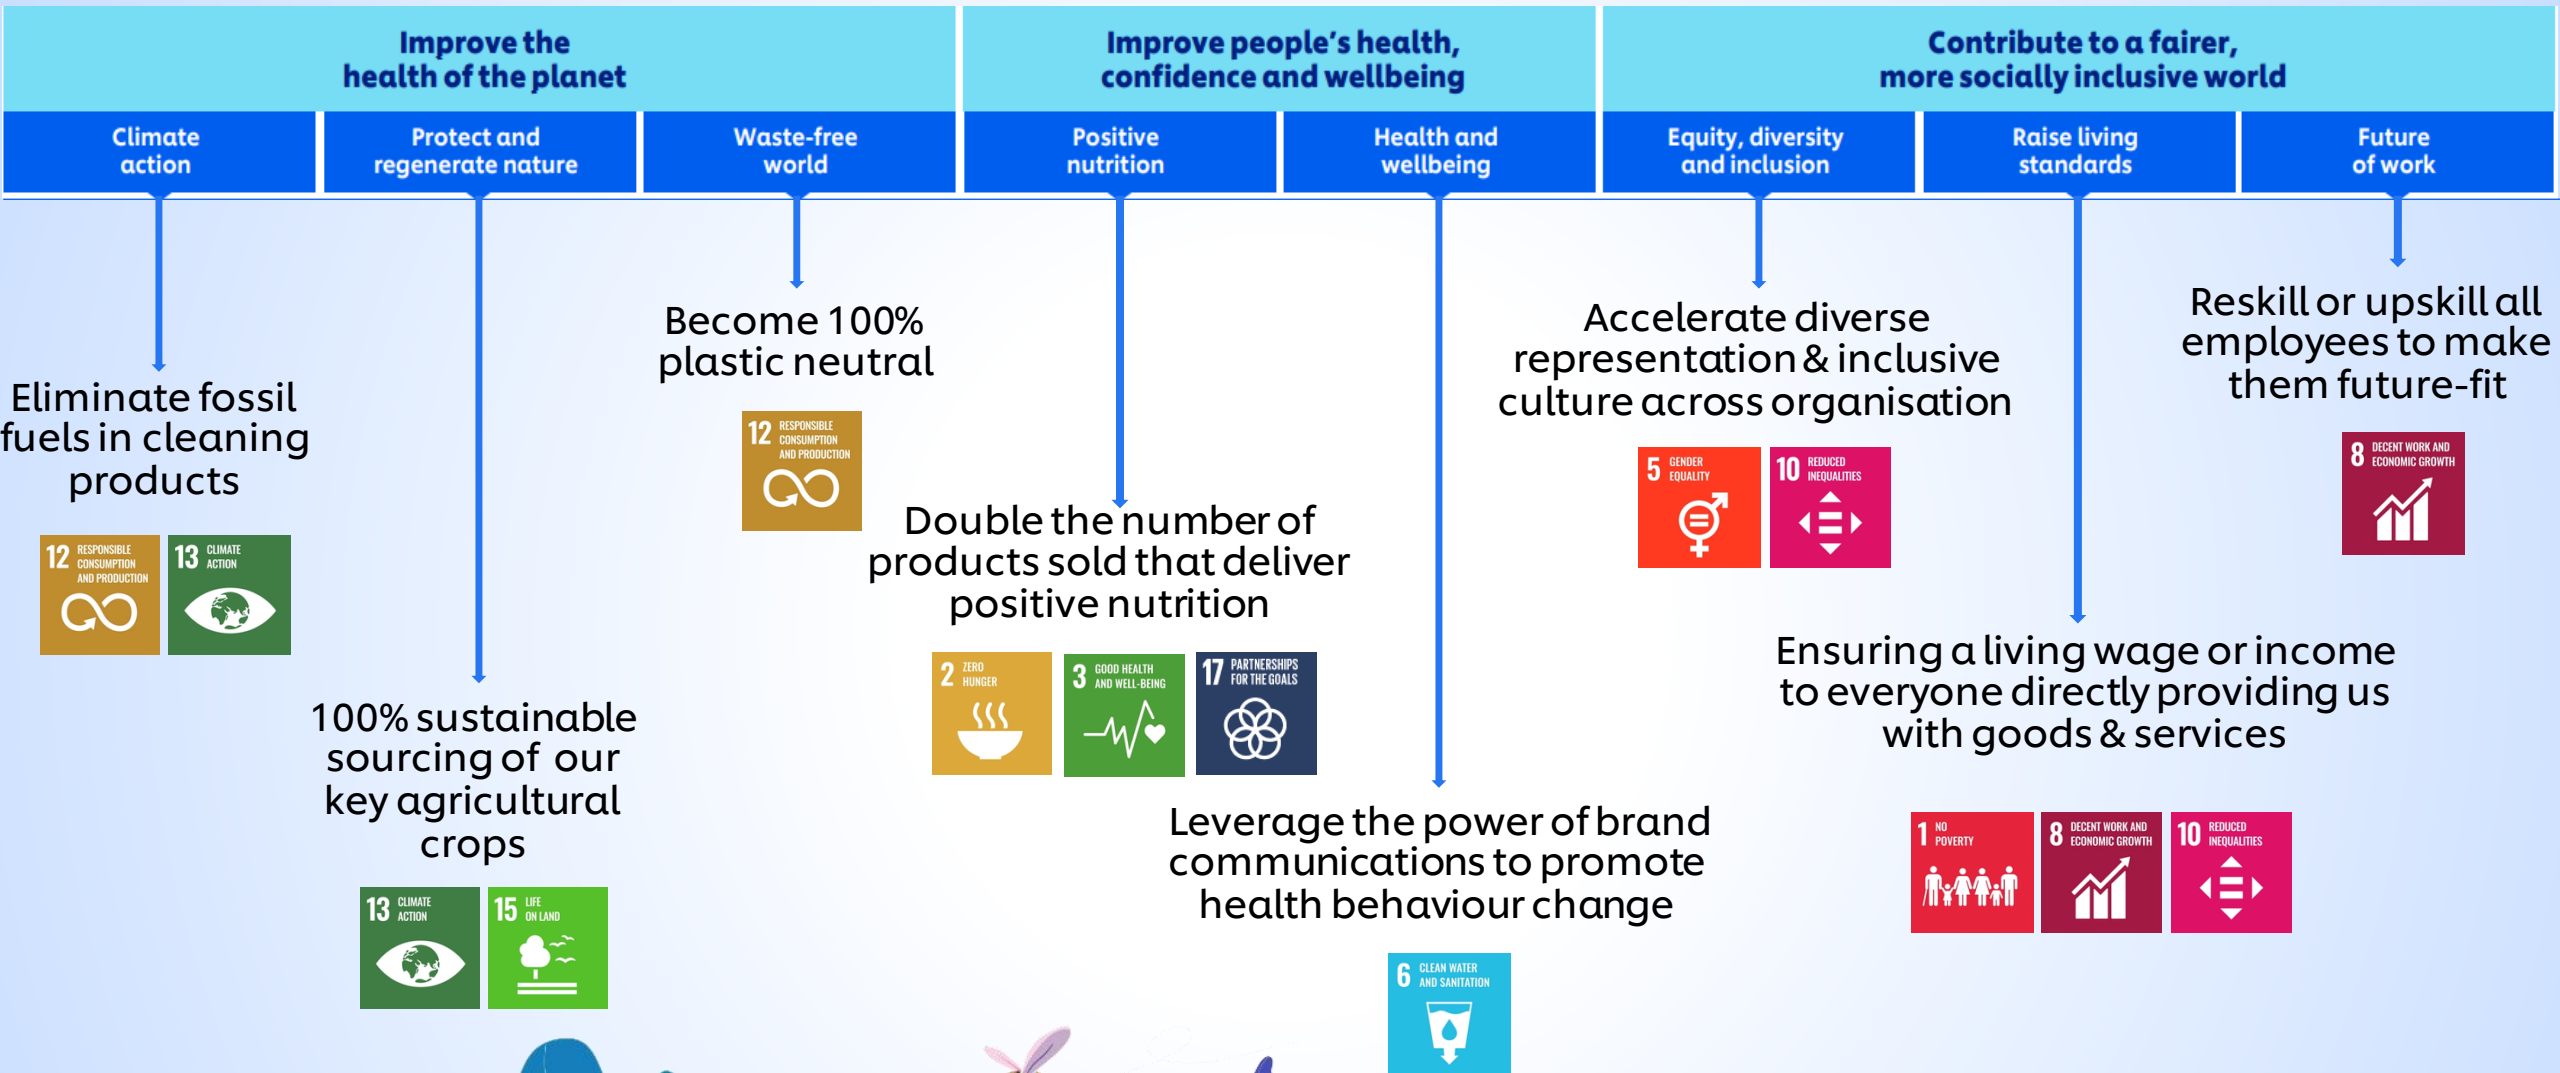 Improve the
health of the planet
Improve people's health,
confidence and wellbeing
Contribute to a fairer,
more socially inclusive world
Climate
action
Protect and
regenerate nature
Waste-free
world
Positive
nutrition
Health and
wellbeing
Equity, diversity
and inclusion
Raise living
standards
Future
of work
Eliminate fossil
fuels in cleaning
products
12 RESPONSIBLE
CONSUMPTION
AND PRODUCTION
13 CLIMATE
ACTION
100% sustainable
sourcing of our
key agricultural
crops
13 CLIMATE
ACTION
15 LIFE
ON LAND
Become 100%
plastic neutral
12 RESPONSIBLE
CONSUMPTION
AND PRODUCTION
Double the number of
products sold that deliver
positive nutrition
2 ZERO
HUNGER
3 GOOD HEALTH
AND WELL-BEING
17 PARTNERSHIPS
FOR THE GOALS
Leverage the power of brand
communications to promote
health behaviour change
6 CLEAN WATER
AND SANITATION
Accelerate diverse
representation & inclusive
culture across organisation
5 GENDER
EQUALITY
10 REDUCED
INEQUALITIES
Ensuring a living wage or income
to everyone directly providing us
with goods & services
1 NO
POVERTY
8 DECENT WORK AND
ECONOMIC GROWTH
10 REDUCED
INEQUALITIES
Reskill or upskill all
employees to make
them future-fit
8 DECENT WORK AND
ECONOMIC GROWTH